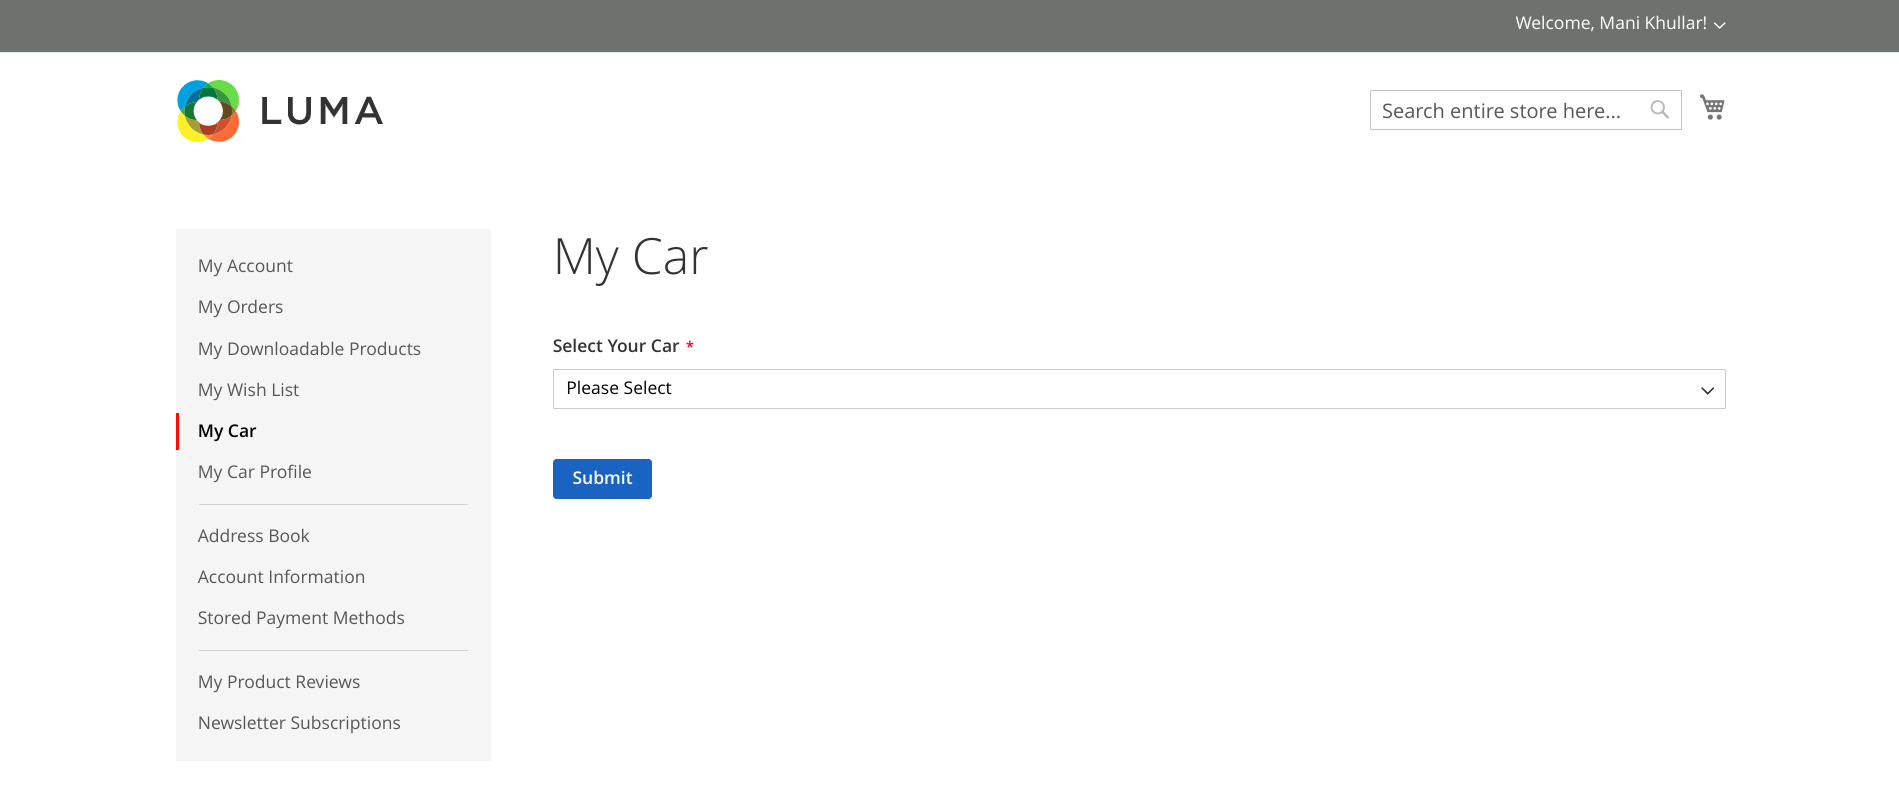 Welcome, Mani Khullar!
LUMA
Search entire store here...
My Account
My Orders
My Downloadable Products
My Wish List
My Car
My Car Profile
Address Book
Account Information
Stored Payment Methods
My Product Reviews
Newsletter Subscriptions
My Car
Select Your Car *
Please Select
Submit